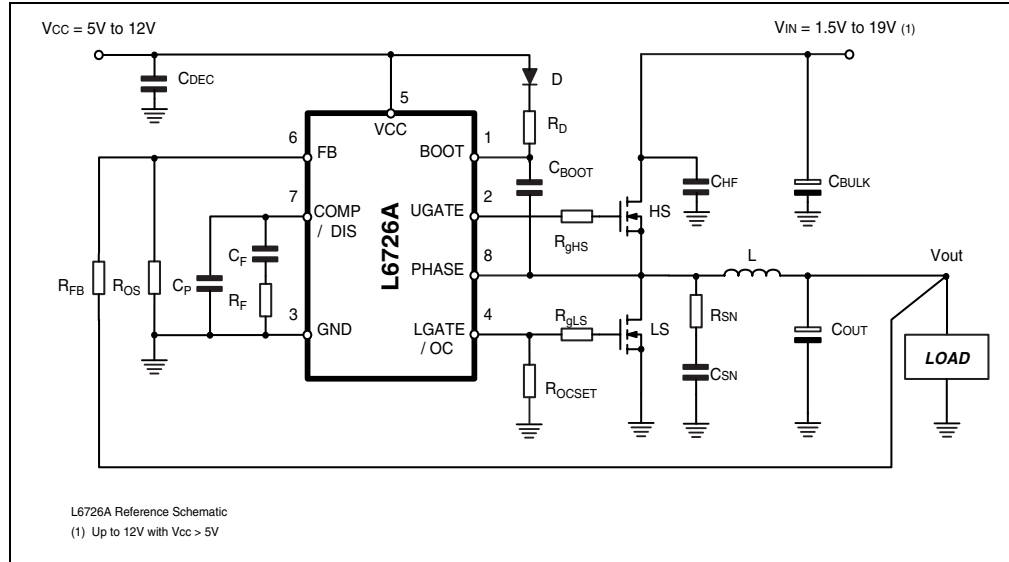 VCC = 5V to 12V
VIN = 1.5V to 19V (1)
CDEC
D
5
VCC
RD
6
FB
1
BOOT
CBOOT
CHF
CBULK
7
COMP
/ DIS
2
UGATE
HS
RgHS
L6726A
CF
L
Vout
8
PHASE
RFB
ROS
CP
RF
RgLS
RSN
3
GND
4
LGATE
/ OC
LS
COUT
LOAD
CSN
ROCSET
L6726A Reference Schematic
(1) Up to 12V with Vcc > 5V